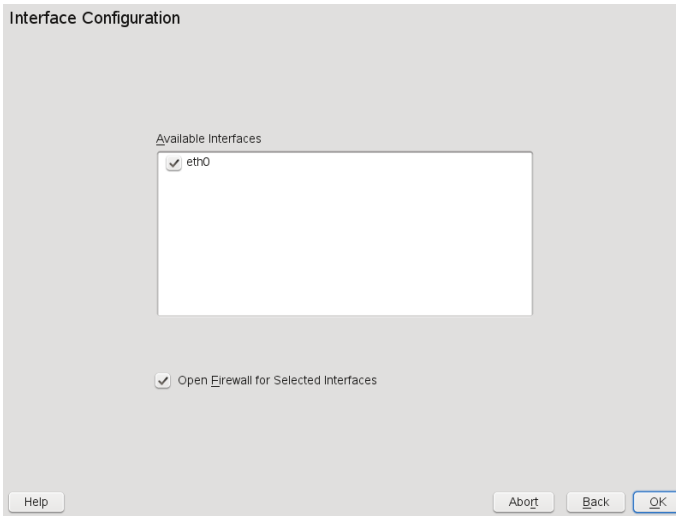 Interface Configuration
Available Interfaces
eth0
Open Firewall for Selected Interfaces
Help
Abort
Back
OK